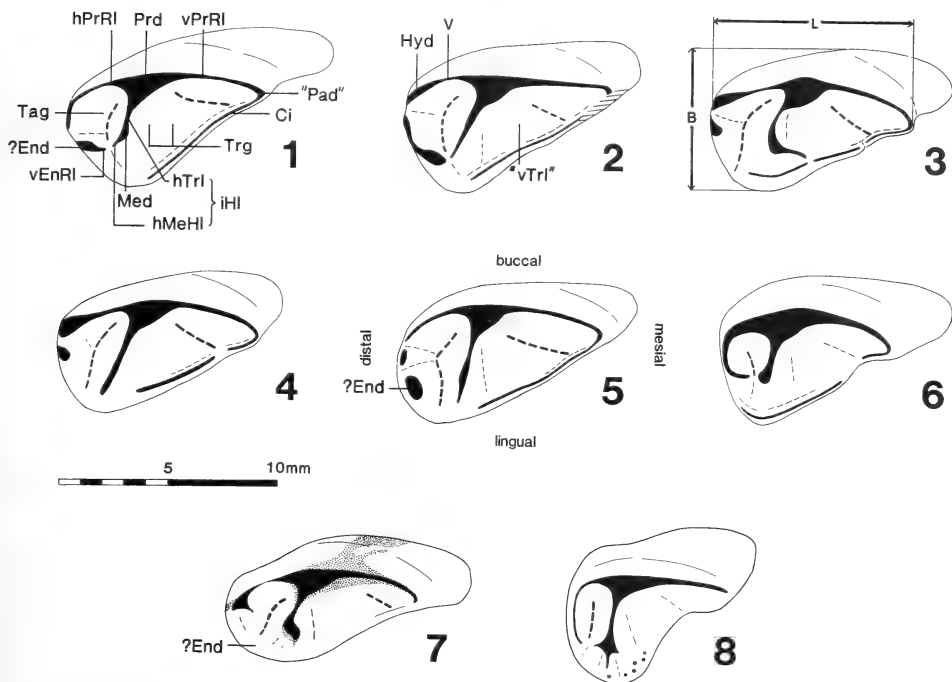 hPrRl Prd vPrRl
"Pad"
Tag
Ci
?End
Trg
vEnRl
hTrl
Med
iHl
hMeHl
1
Hyd V
"vTrl"
2
L
B
3
4
buccal
distal
?End
mesial
lingual
5
6
5 10mm
?End
7
8